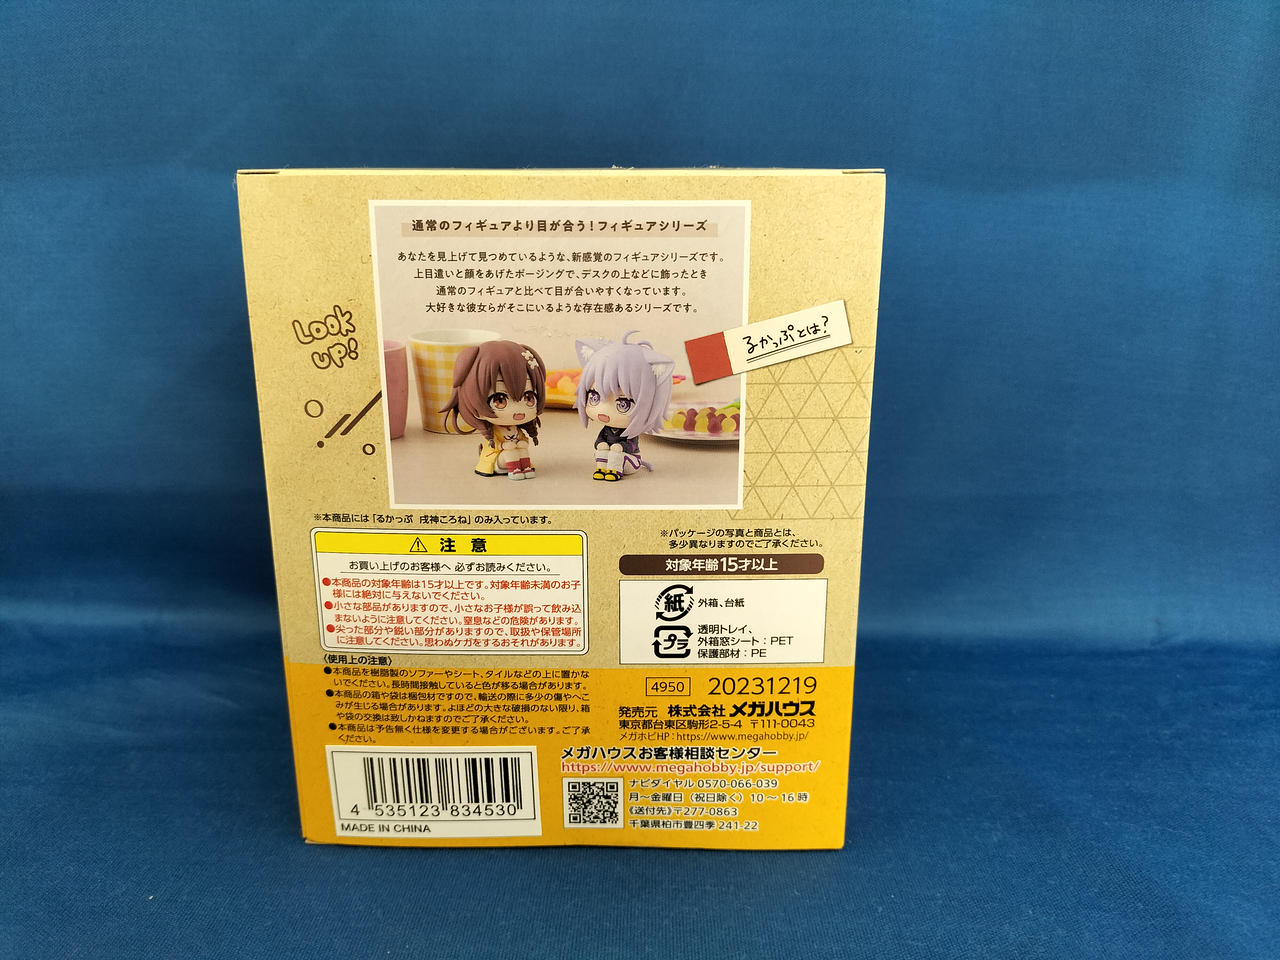 通常のフィギュアより目が合う!フィギュアシリーズ
あなたを見上げて見つめているような、新感覚のフィギュアシリーズです。
上目遣いと顔をあげたポージングで、デスクの上などに飾ったとき
通常のフィギュアと比べて目が合いやすくなっています。
大好きな彼女らがそこにいるような存在感あるシリーズです。
Look
up!
るかっぷとは?
※本商品には「るかっぷ 戌神ころね」のみ入っています。
⚠ 注意
お買い上げのお客様へ 必ずお読みください。
●本商品の対象年齢は15才以上です。対象年齢未満のお子
様には絶対に与えないでください。
●小さな部品がありますので、小さなお子様が誤って飲み込
まないように注意してください。窒息などの危険があります。
●尖った部分や鋭い部分がありますので、取扱や保管場所
に注意してください。思わぬケガをするおそれがあります。
〈使用上の注意〉
●本商品を樹脂製のソファーやシート、タイルなどの上に置かな
いでください。長時間接触していると色が移る場合があります。
●本商品の箱や袋は梱包材ですので、輸送の際に多少の傷やへこ
みが生じる場合があります。よほどの大きな破損のない限り、箱
や袋の交換は致しかねますのでご了承ください。
●本商品は予告無く仕様を変更する場合がございます。ご了承
ください。
4 535123 834530
MADE IN CHINA
※パッケージの写真と商品とは、
多少異なりますのでご了承ください。
対象年齢15才以上
紙
外箱、台紙
プラ
透明トレイ、
外箱窓シート:PET
保護部材:PE
4950 20231219
発売元 株式会社メガハウス
東京都台東区駒形2-5-4 〒111-0043
メガホビHP:https://www.megahobby.jp/
メガハウスお客様相談センター
https://www.megahobby.jp/support/
ナビダイヤル 0570-066-039
月~金曜日(祝日除く)10~16時
《送付先》〒277-0863
千葉県柏市豊四季241-22